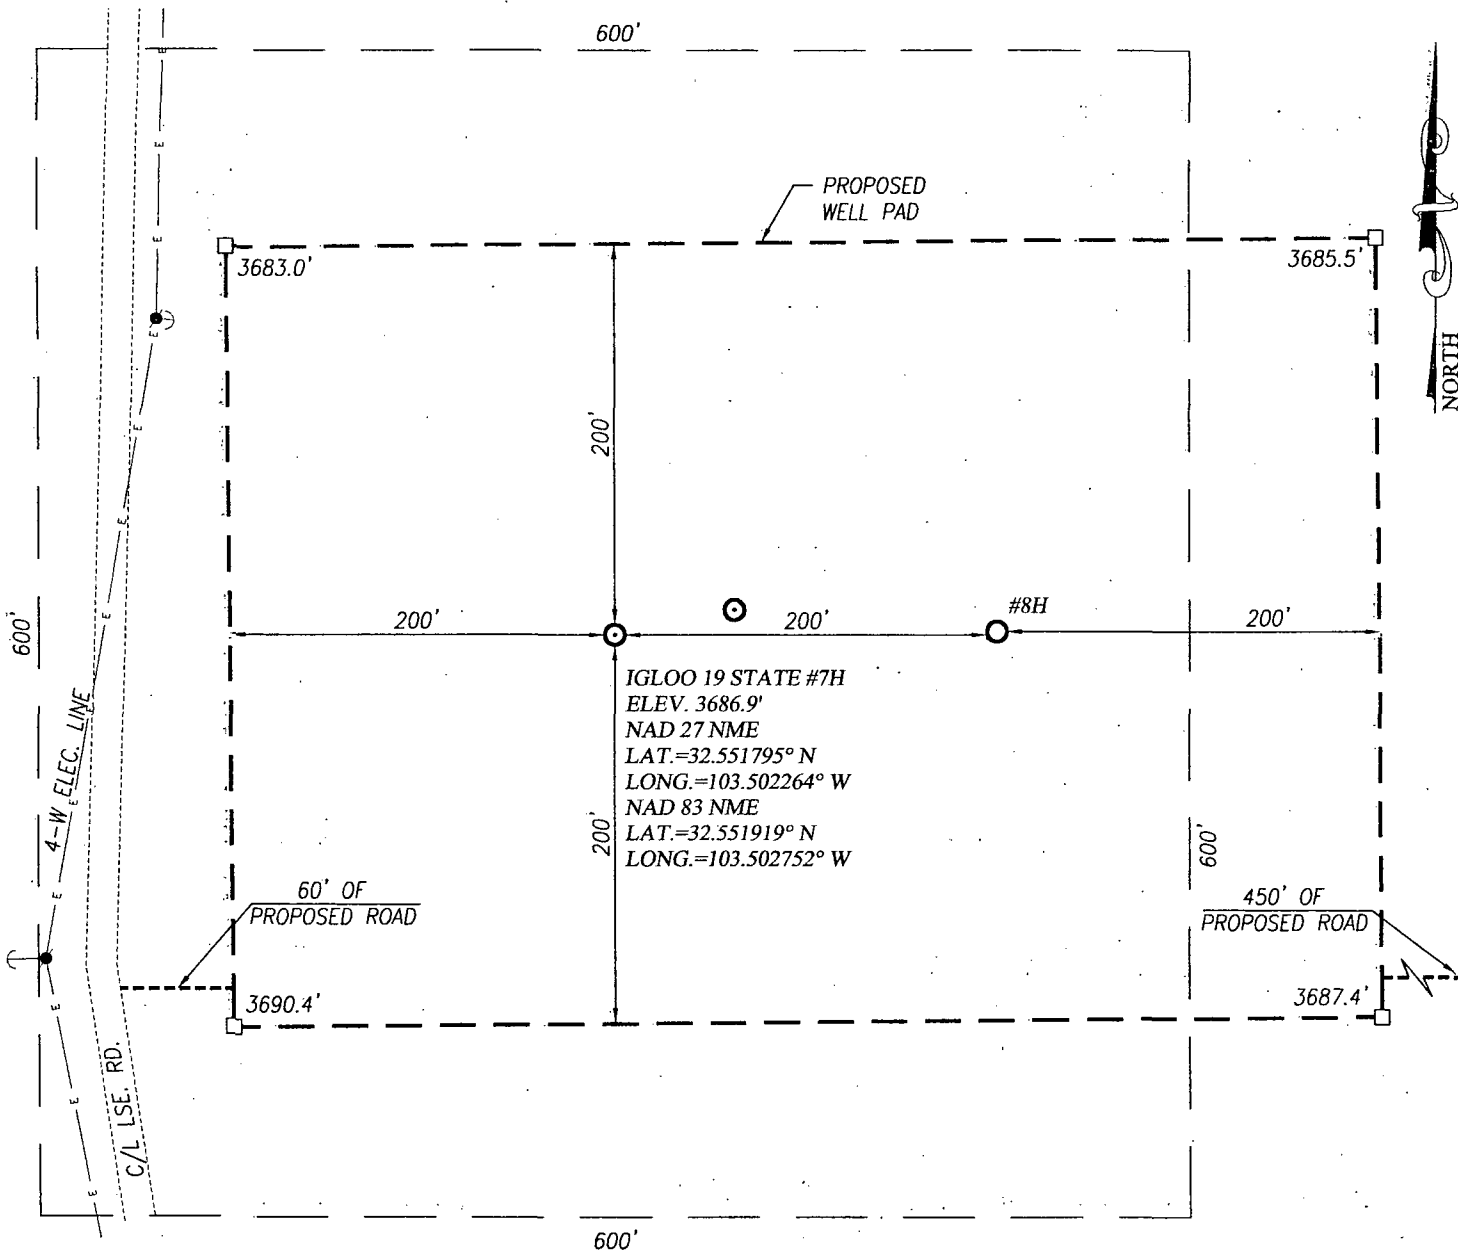 600'
PROPOSED
WELL PAD
3683.0'
3685.5'
NORTH
200'
600'
200'
200'
#8H
200'
IGLOO 19 STATE #7H
ELEV. 3686.9'
NAD 27 NME
LAT.=32.551795° N
LONG.=103.502264° W
NAD 83 NME
LAT.=32.551919° N
LONG.=103.502752° W
200'
600'
4-W ELEC. LINE
E
E
E
E
E
E
E
E
E
E
E
E
60' OF
PROPOSED ROAD
450' OF
PROPOSED ROAD
3690.4'
3687.4'
C/L LSE. RD.
600'